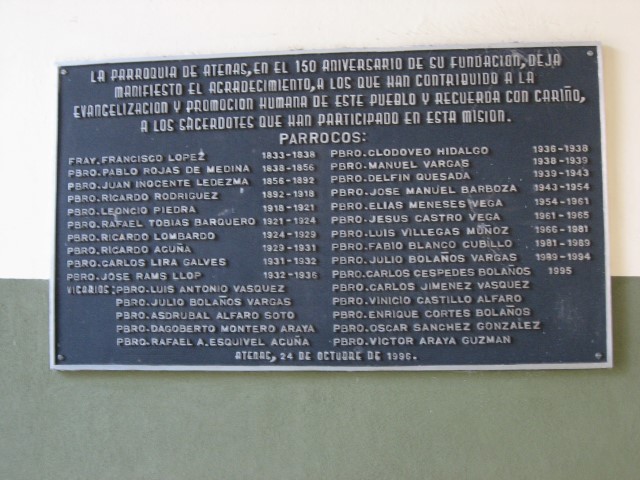 LA PARROQUIA DE ATENAS, EN EL 150 ANIVERSARIO DE SU FUNDACION, DEJA
MANIFIESTO EL AGRADECIMIENTO, A LOS QUE HAN CONTRIBUIDO A LA
EVANGELIZACION Y PROMOCION HUMANA DE ESTE PUEBLO Y RECUERDA CON CARIÑO,
A LOS SACERDOTES QUE HAN PARTICIPADO EN ESTA MISION.
PARROCOS:
FRAY. FRANCISCO LOPEZ 1833-1838
PBRO. PABLO ROJAS DE MEDINA 1838-1856
PBRO. JUAN INOCENTE LEDEZMA 1856-1892
PBRO. RICARDO RODRIGUEZ 1892-1918
PBRO. LEONCIO PIEDRA 1918-1921
PBRO. RAFAEL TOBIAS BARQUERO 1921-1924
PBRO. RICARDO LOMBARDO 1924-1929
PBRO. RICARDO ACUÑA 1929-1931
PBRO. CARLOS LIRA GALVES 1931-1932
PBRO. JOSE RAMS LLOP 1932-1936
PBRO. CLODOVEO HIDALGO 1936-1938
PBRO. MANUEL VARGAS 1938-1939
PBRO. DELFIN QUESADA 1939-1943
PBRO. JOSE MANUEL BARBOZA 1943-1954
PBRO. ELIAS MENESES VEGA 1954-1961
PBRO. JESUS CASTRO VEGA 1961-1965
PBRO. LUIS VILLEGAS MUÑOZ 1966-1981
PBRO. FABIO BLANCO CUBILLO 1981-1989
PBRO. JULIO BOLAÑOS VARGAS 1989-1994
PBRO. CARLOS CESPEDES BOLAÑOS 1995
VICARIOS: PBRO. LUIS ANTONIO VASQUEZ
PBRO. JULIO BOLAÑOS VARGAS
PBRO. ASDRUBAL ALFARO SOTO
PBRO. DAGOBERTO MONTERO ARAYA
PBRO. RAFAEL A. ESQUIVEL ACUÑA
PBRO. CARLOS JIMENEZ VASQUEZ
PBRO. VINICIO CASTILLO ALFARO
PBRO. ENRIQUE CORTES BOLAÑOS
PBRO. OSCAR SANCHEZ GONZALEZ
PBRO. VICTOR ARAYA GUZMAN
ATENAS, 24 DE OCTUBRE DE 1996.